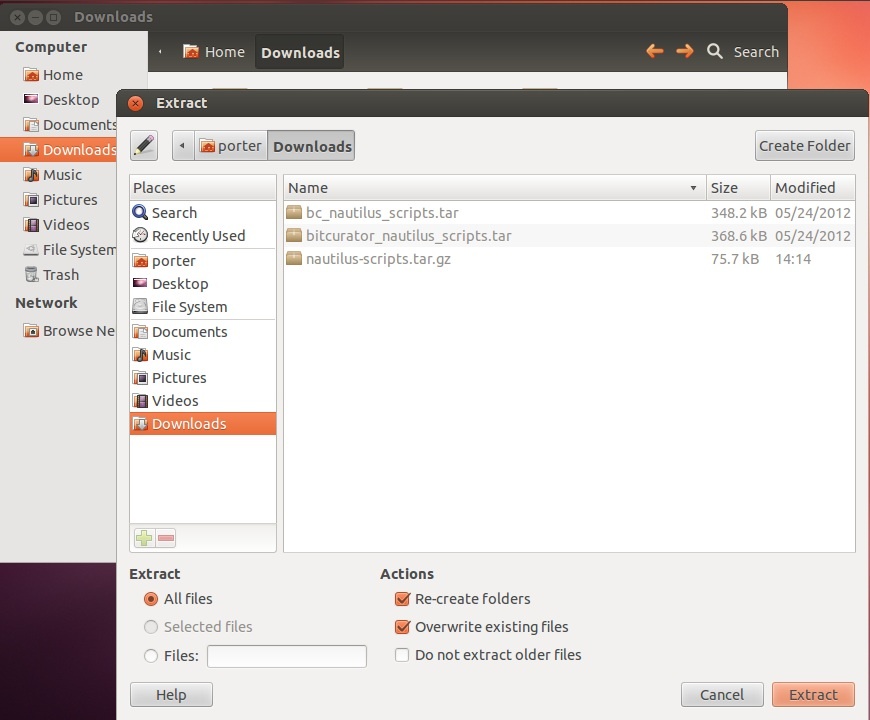 Downloads
Computer
Home
Desktop
Documents
Downloads
Music
Pictures
Videos
File System
Trash
Network
Browse Ne
Home Downloads Search
Extract
porter Downloads Create Folder
Places
Search
Recently Used
porter
Desktop
File System
Documents
Music
Pictures
Videos
Downloads
Name Size Modified
bc_nautilus_scripts.tar 348.2 kB 05/24/2012
bitcurator_nautilus_scripts.tar 368.6 kB 05/24/2012
nautilus-scripts.tar.gz 75.7 kB 14:14
Extract
All files
Selected files
Files:
Actions
Re-create folders
Overwrite existing files
Do not extract older files
Help Cancel Extract